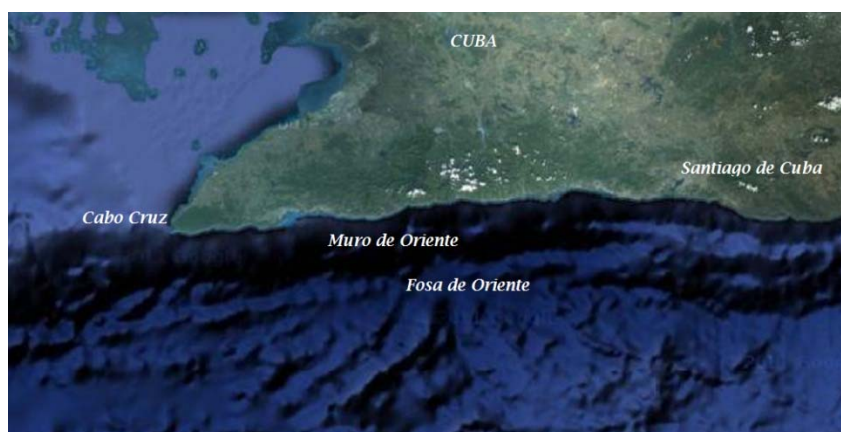 CUBA
Santiago de Cuba
Cabo Cruz
Muro de Oriente
Fosa de Oriente